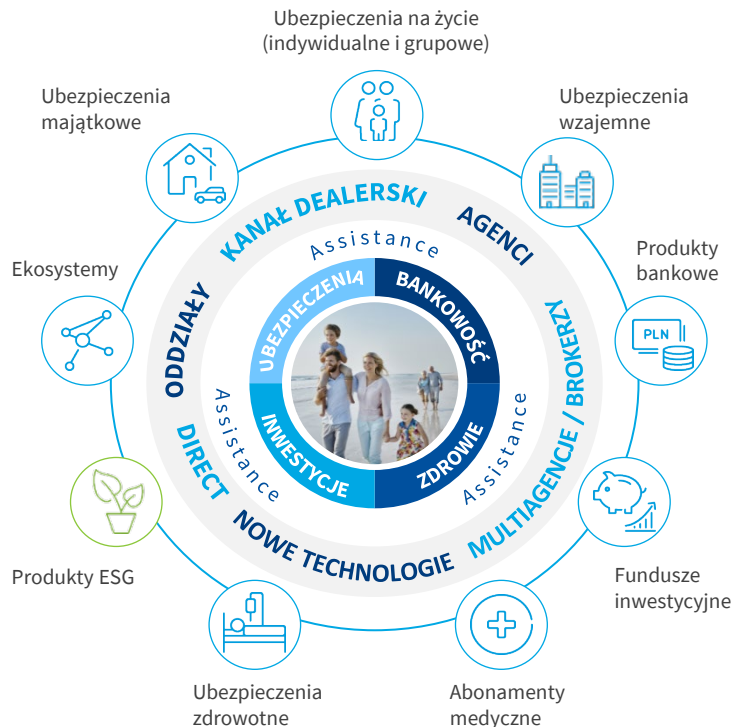 Ubezpieczenia na życie
(indywidualne i grupowe)
Ubezpieczenia
majątkowe
Ubezpieczenia
wzajemne
KANAŁ DEALERSKI
AGENCI
Assistance
Ekosystemy
Produkty
bankowe
ODDZIAŁY
UBEZPIECZENIA
BANKOWOŚĆ
PLN
MULTIAGENCJE / BROKERZY
Assistance
Assistance
INWESTYCJE
ZDROWIE
DIRECT
NOWE TECHNOLOGIE
Produkty ESG
Fundusze
inwestycyjne
Ubezpieczenia
zdrowotne
Abonamenty
medyczne